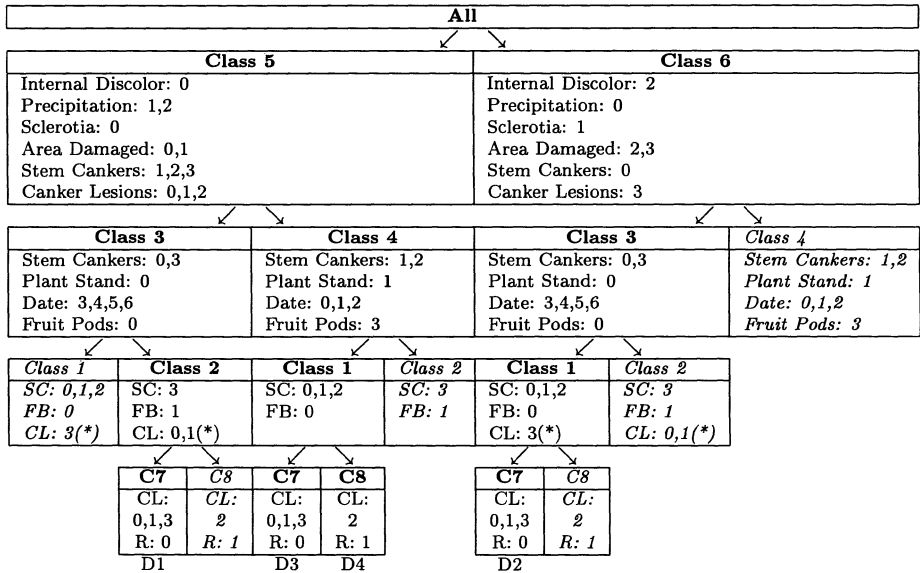 All
Class 5
Internal Discolor: 0
Precipitation: 1,2
Sclerotia: 0
Area Damaged: 0,1
Stem Cankers: 1,2,3
Canker Lesions: 0,1,2
Class 6
Internal Discolor: 2
Precipitation: 0
Sclerotia: 1
Area Damaged: 2,3
Stem Cankers: 0
Canker Lesions: 3
Class 3
Stem Cankers: 0,3
Plant Stand: 0
Date: 3,4,5,6
Fruit Pods: 0
Class 4
Stem Cankers: 1,2
Plant Stand: 1
Date: 0,1,2
Fruit Pods: 3
Class 3
Stem Cankers: 0,3
Plant Stand: 0
Date: 3,4,5,6
Fruit Pods: 0
Class 4
Stem Cankers: 1,2
Plant Stand: 1
Date: 0,1,2
Fruit Pods: 3
Class 1
SC: 0,1,2
FB: 0
CL: 3(*)
Class 2
SC: 3
FB: 1
CL: 0,1(*)
Class 1
SC: 0,1,2
FB: 0
Class 2
SC: 3
FB: 1
Class 1
SC: 0,1,2
FB: 0
CL: 3(*)
Class 2
SC: 3
FB: 1
CL: 0,1(*)
C7
CL:
0,1,3
R: 0
D1
C8
CL:
2
R: 1
C7
CL:
0,1,3
R: 0
D3
C8
CL:
2
R: 1
D4
C7
CL:
0,1,3
R: 0
D2
C8
CL:
2
R: 1